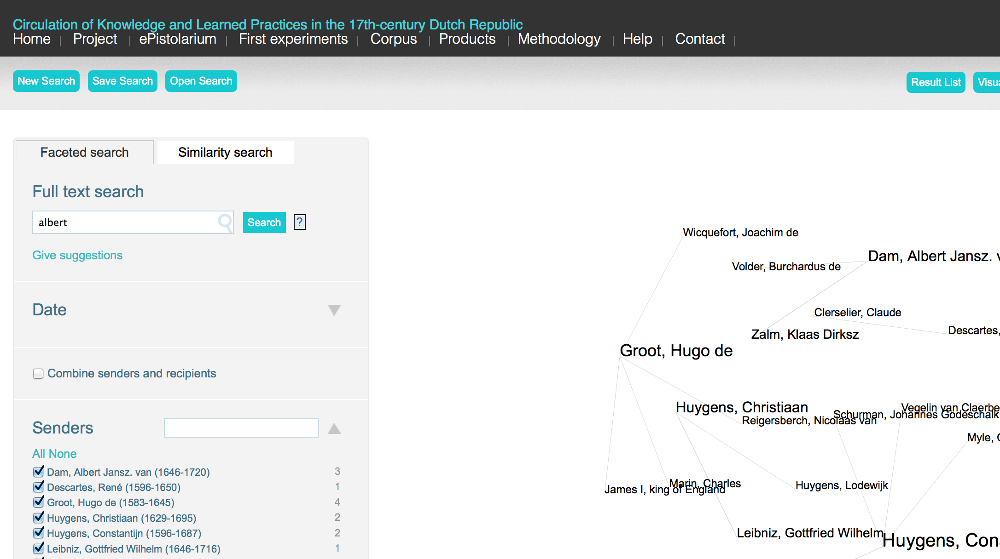 Circulation of Knowledge and Learned Practices in the 17th-century Dutch Republic
Home | Project | ePistolarium | First experiments | Corpus | Products | Methodology | Help | Contact |
New Search Save Search Open Search Result List
Faceted search Similarity search
Full text search
albert Search ?
Give suggestions
Date
Combine senders and recipients
Senders
All None
Dam, Albert Jansz. van (1646-1720) 3
Descartes, René (1596-1650) 1
Groot, Hugo de (1583-1645) 4
Huygens, Christiaan (1629-1695) 2
Huygens, Constantijn (1596-1687) 2
Leibniz, Gottfried Wilhelm (1646-1716) 1
Wicquefort, Joachim de
Dam, Albert Jansz. v
Volder, Burchardus de
Clerselier, Claude
Descartes,
Zalm, Klaas Dirksz
Groot, Hugo de
Huygens, Christiaan
Vegelin van Claerbe
Schurman, Johannes Godeschalk
Reigersberch, Nicolaas van
Myle,
Marin, Charles
James I, king of England
Huygens, Lodewijk
Leibniz, Gottfried Wilhelm
Huygens, Con